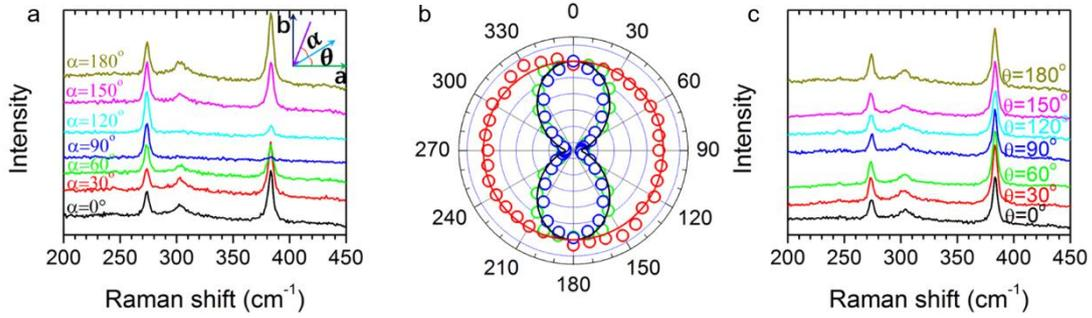 a
b
α
θ
a
α=180°
α=150°
α=120°
α=90°
α=60°
α=30°
α=0°
Intensity
200 250 300 350 400 450
Raman shift (cm⁻¹)
b
0
30
60
90
120
150
180
210
240
270
300
330
c
θ=180°
θ=150°
θ=120°
θ=90°
θ=60°
θ=30°
θ=0°
Intensity
200 250 300 350 400 450
Raman shift (cm⁻¹)